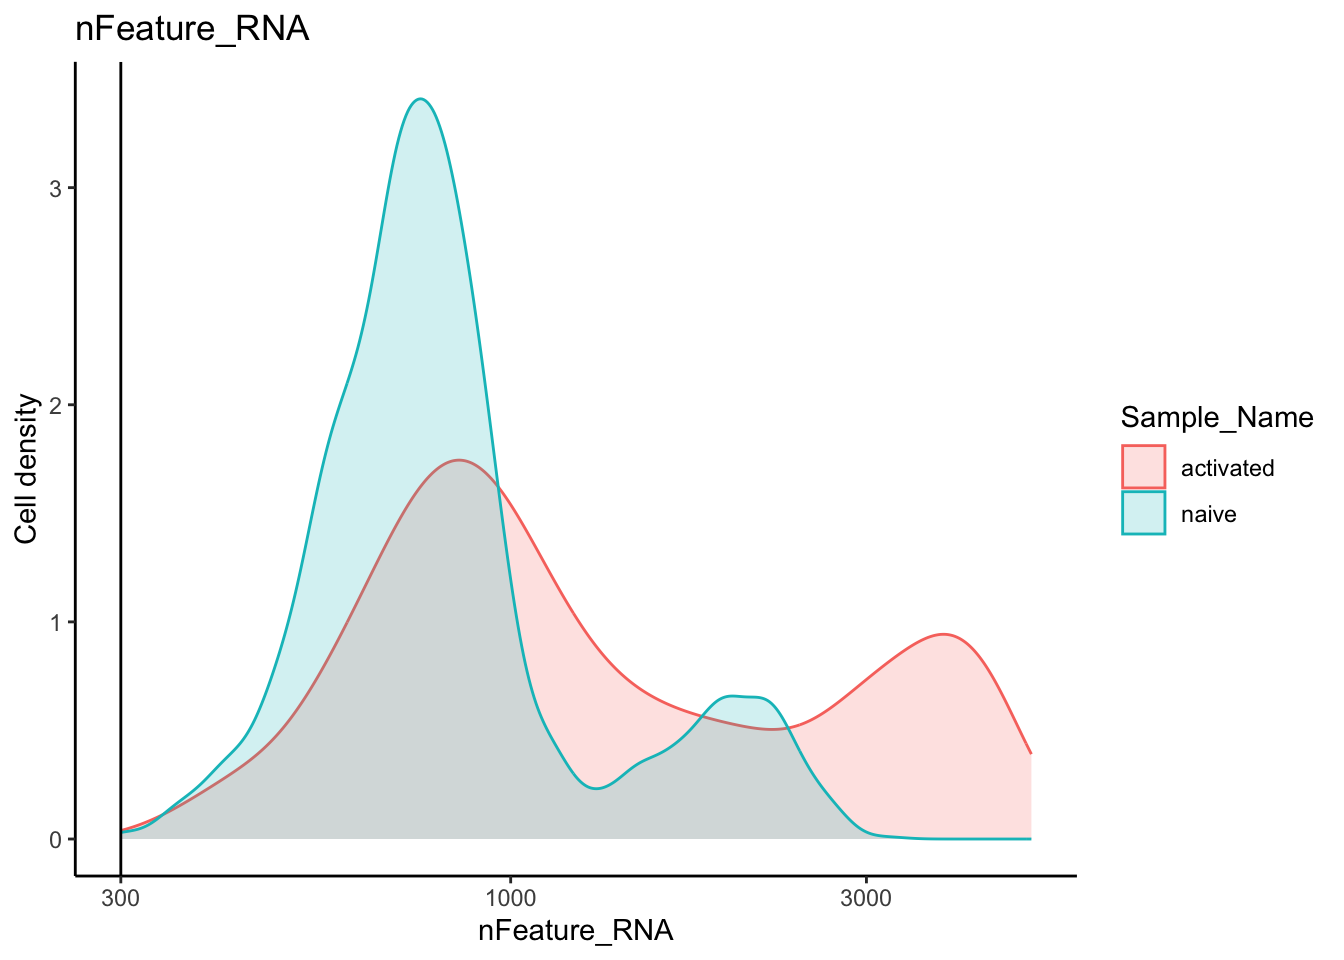 nFeature_RNA
Cell density
3
2
1
0
300 1000 3000
nFeature_RNA
Sample_Name
activated
naive